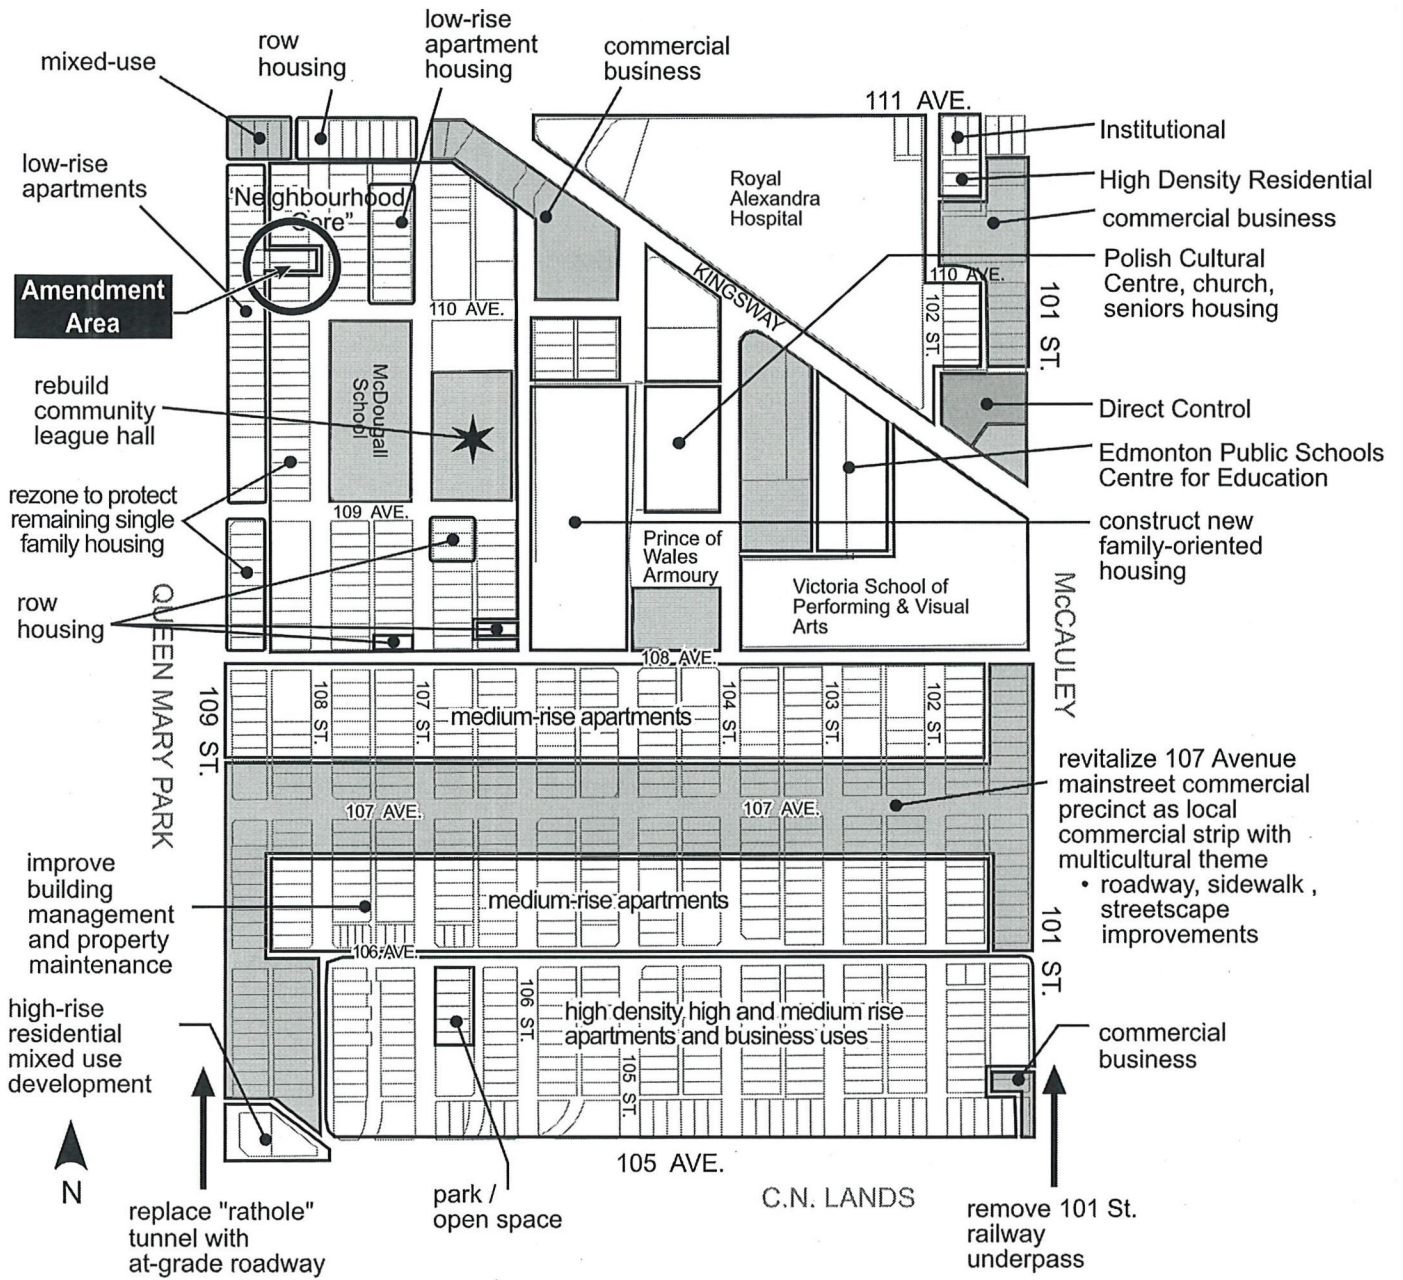 mixed-use
row
housing
low-rise
apartment
housing
commercial
business
111 AVE.
low-rise
apartments
'Neighbourhood
Core"
Royal
Alexandra
Hospital
Institutional
High Density Residential
commercial business
Polish Cultural
Centre, church,
seniors housing
Amendment
Area
110 AVE.
KINGSWAY
110 AVE.
102 ST.
101 ST.
rebuild
community
league hall
McDougall
School
Direct Control
Edmonton Public Schools
Centre for Education
rezone to protect
remaining single
family housing
109 AVE.
construct new
family-oriented
housing
Prince of
Wales
Armoury
Victoria School of
Performing & Visual
Arts
row
housing
QUEEN MARY PARK
McCAULEY
108 AVE.
109 ST.
108 ST.
107 ST.
medium-rise apartments
104 ST.
103 ST.
102 ST.
107 AVE.
107 AVE.
revitalize 107 Avenue
mainstreet commercial
precinct as local
commercial strip with
multicultural theme
• roadway, sidewalk ,
streetscape
improvements
improve
building
management
and property
maintenance
medium-rise apartments
106 AVE.
101 ST.
high-rise
residential
mixed use
development
106 ST.
high density high and medium rise
apartments and business uses
105 ST.
commercial
business
N
105 AVE.
C.N. LANDS
replace "rathole"
tunnel with
at-grade roadway
park /
open space
remove 101 St.
railway
underpass